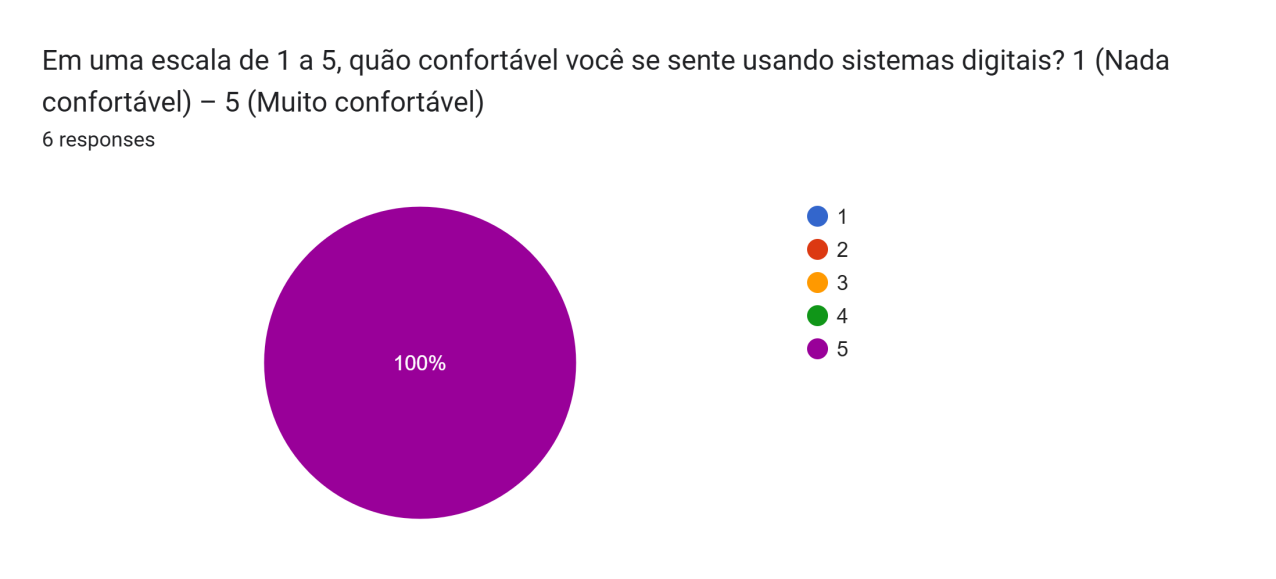 Em uma escala de 1 a 5, quão confortável você se sente usando sistemas digitais? 1 (Nada
confortável) – 5 (Muito confortável)
6 responses
100%
1
2
3
4
5